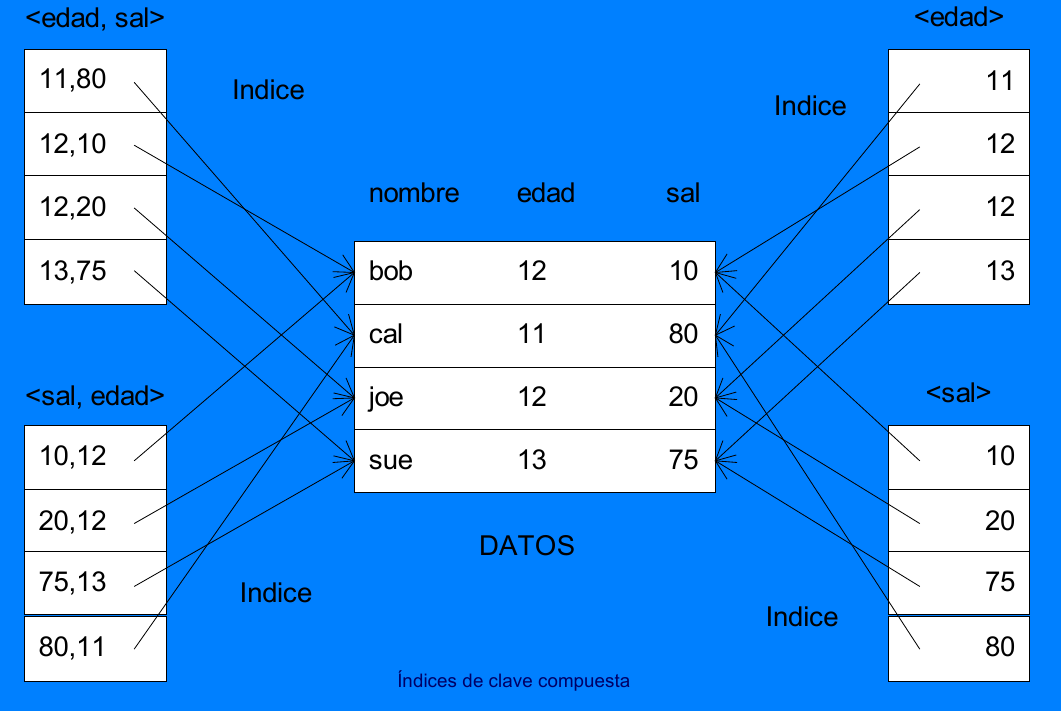 <edad, sal>
11,80
12,10
12,20
13,75
Indice
<sal, edad>
10,12
20,12
75,13
80,11
Indice
nombre edad sal
bob 12 10
cal 11 80
joe 12 20
sue 13 75
DATOS
<edad>
11
12
12
13
Indice
<sal>
10
20
75
80
Indice
Índices de clave compuesta